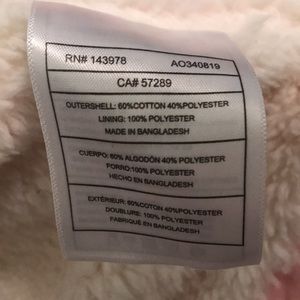 RN# 143978 AO340819
CA# 57289
OUTERSHELL: 60%COTTON 40%POLYESTER
LINING: 100% POLYESTER
MADE IN BANGLADESH
CUERPO: 60% ALGODÓN 40% POLYESTER
FORRO:100% POLYESTER
HECHO EN BANGLADESH
EXTÉRIEUR: 60%COTTON 40%POLYESTER
DOUBLURE: 100% POLYESTER
FABRIQUÉ EN BANGLADESH